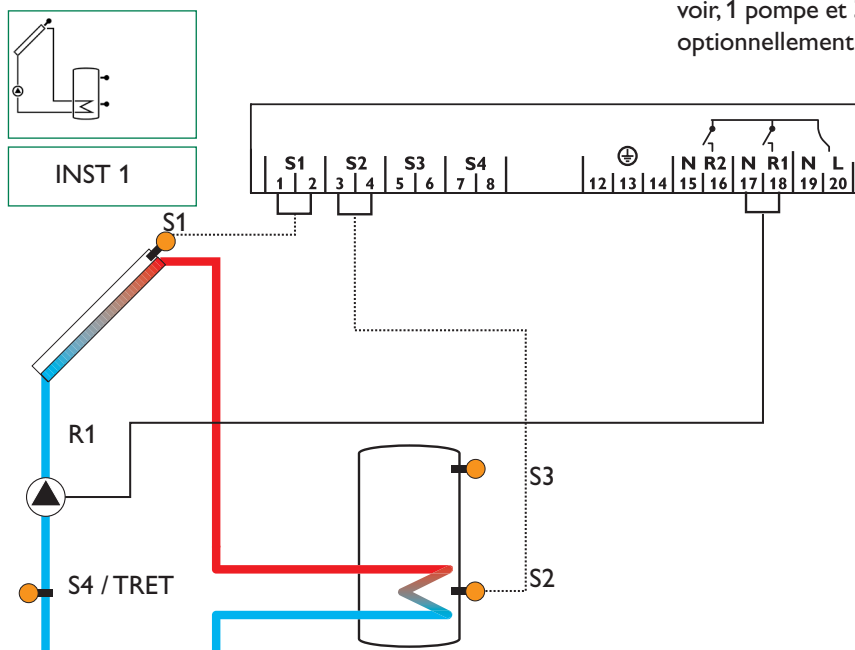 voir, 1 pompe et
optionnellement
INST 1
S1 S2 S3 S4 N R2 N R1 N L
1 2 3 4 5 6 7 8 12 13 14 15 16 17 18 19 20
S1
R1
S3
S4 / TRET
S2